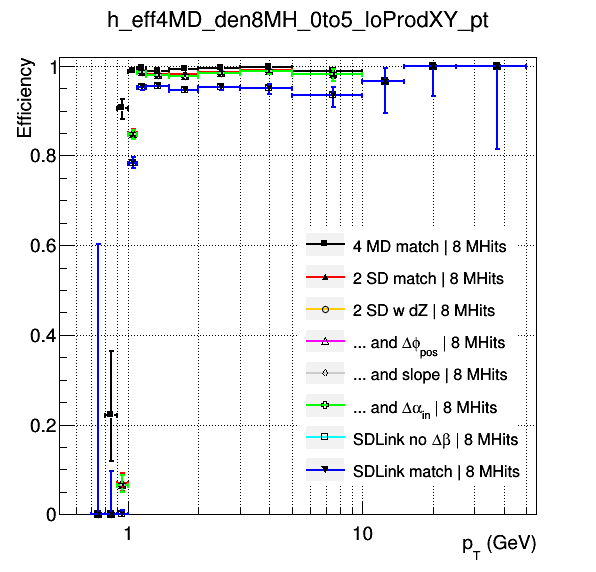 h_eff4MD_den8MH_0to5_loProdXY_pt
Efficiency
1
0.8
0.6
0.4
0.2
0
4 MD match | 8 MHits
2 SD match | 8 MHits
2 SD w dZ | 8 MHits
... and Δϕpos | 8 MHits
... and slope | 8 MHits
... and Δαin | 8 MHits
SDLink no Δβ | 8 MHits
SDLink match | 8 MHits
1 10
pT (GeV)